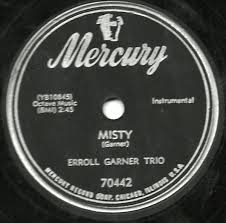 Mercury
(YB10845)
Octave Music
(BMI) 2:45
Instrumental
MISTY
(Garner)
ERROLL GARNER TRIO
70442
MERCURY RECORD CORP. CHICAGO, ILLINOIS U.S.A.